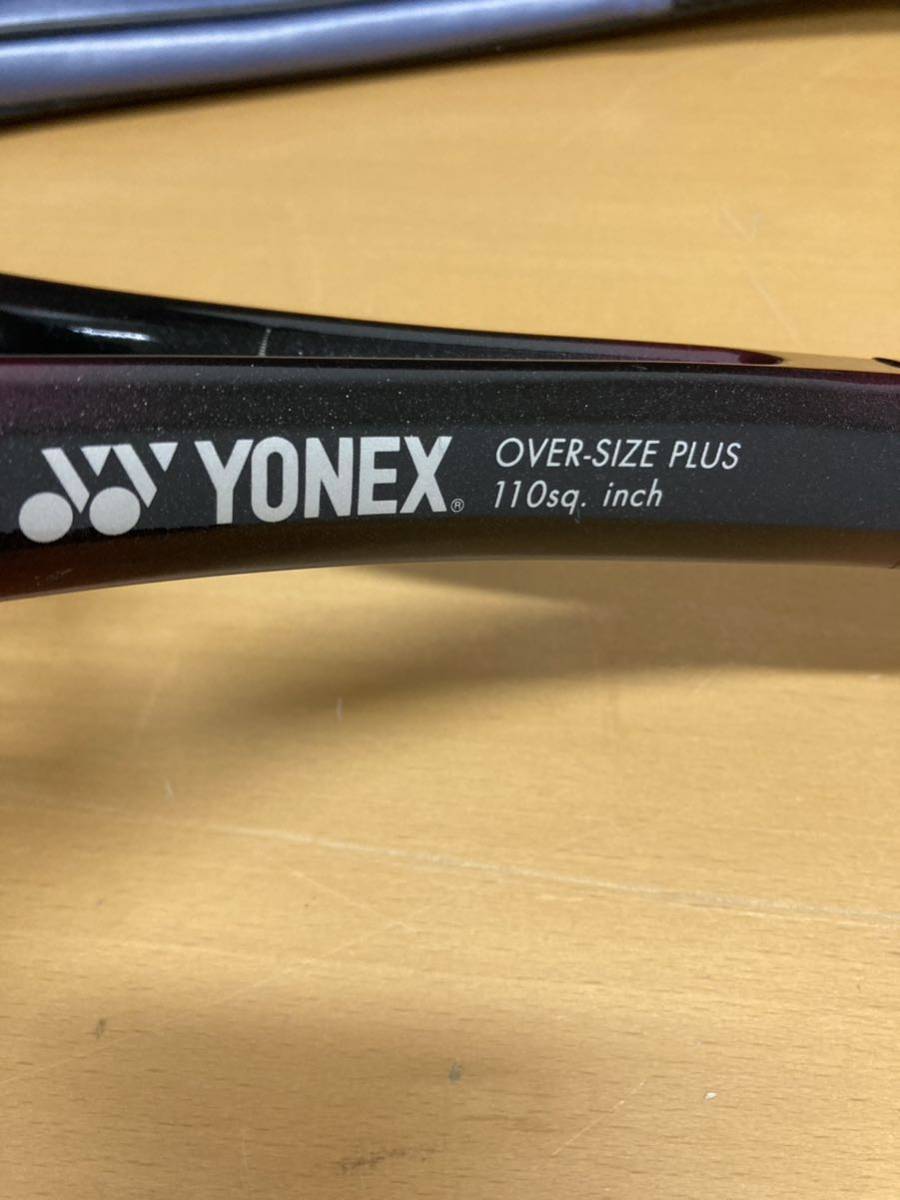 YONEX® OVER-SIZE PLUS
110sq. inch